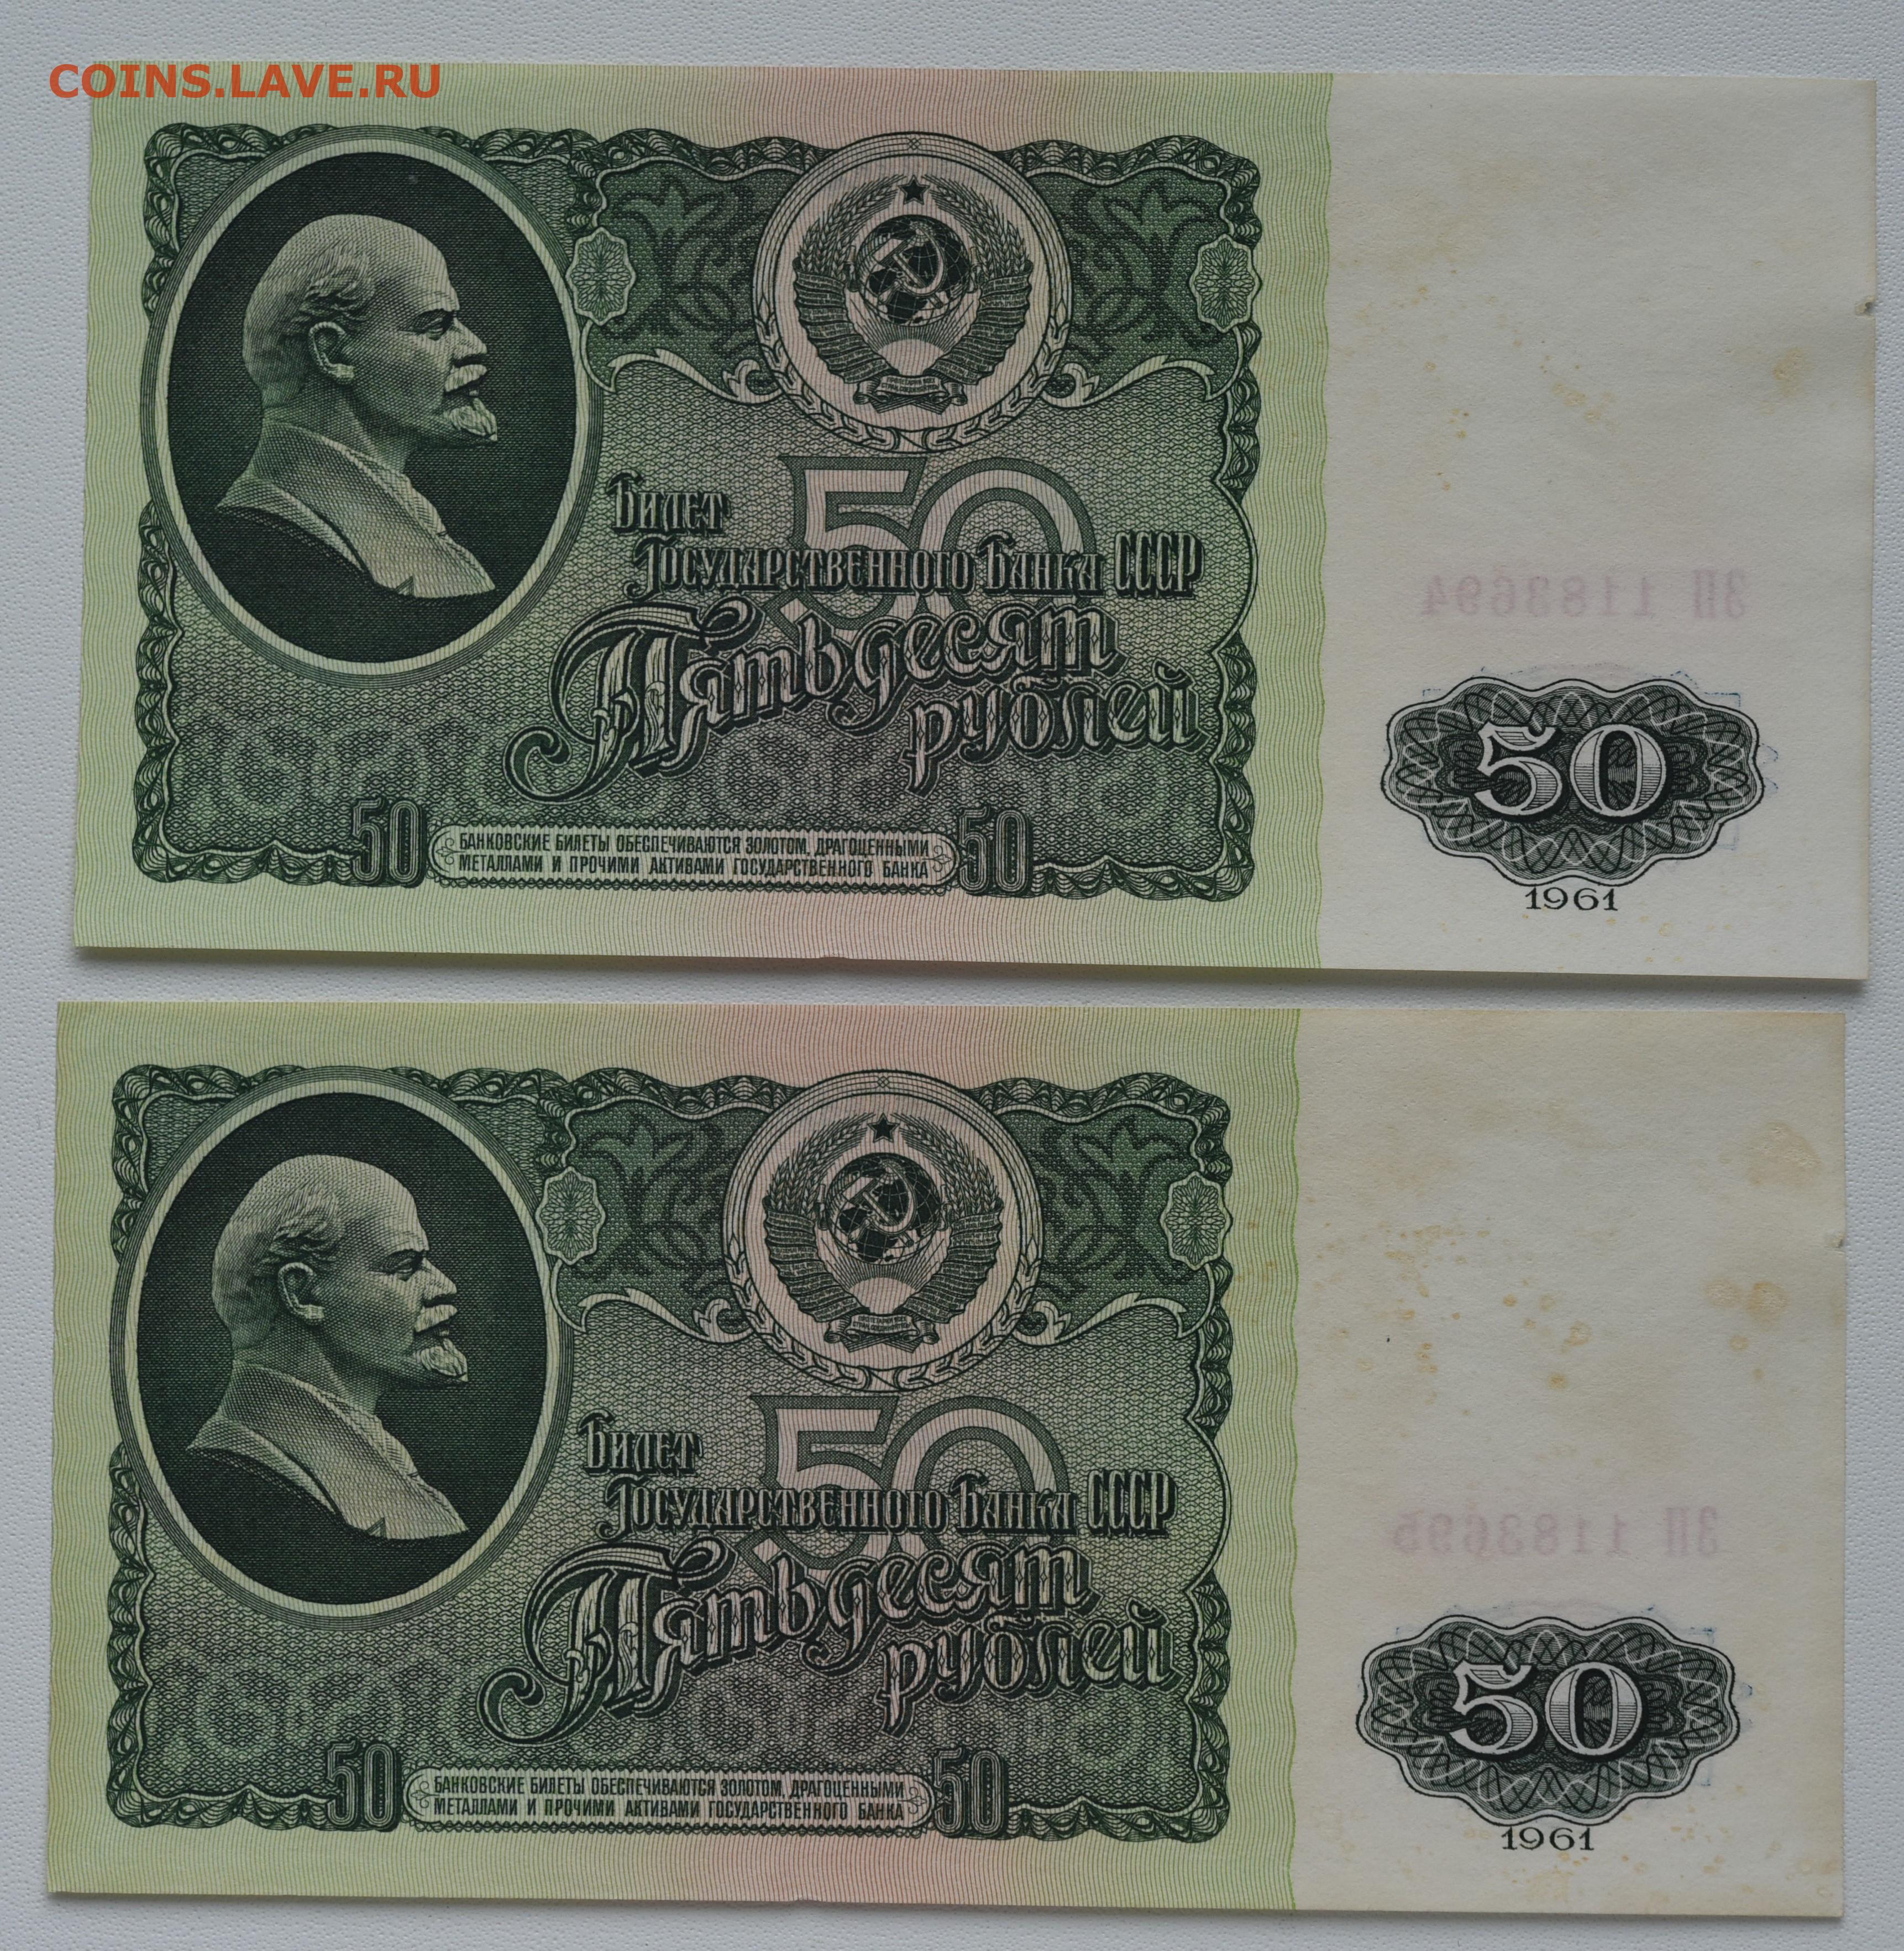 COINS.LAVE.RU
Билет
Государственного Банка СССР
Пятьдесят
рублей
50
50
БАНКОВСКИЕ БИЛЕТЫ ОБЕСПЕЧИВАЮТСЯ ЗОЛОТОМ, ДРАГОЦЕННЫМИ
МЕТАЛЛАМИ И ПРОЧИМИ АКТИВАМИ ГОСУДАРСТВЕННОГО БАНКА
50
ЗП 1183694
50
1961
Билет
Государственного Банка СССР
Пятьдесят
рублей
50
50
БАНКОВСКИЕ БИЛЕТЫ ОБЕСПЕЧИВАЮТСЯ ЗОЛОТОМ, ДРАГОЦЕННЫМИ
МЕТАЛЛАМИ И ПРОЧИМИ АКТИВАМИ ГОСУДАРСТВЕННОГО БАНКА
50
ЗП 1183695
50
1961